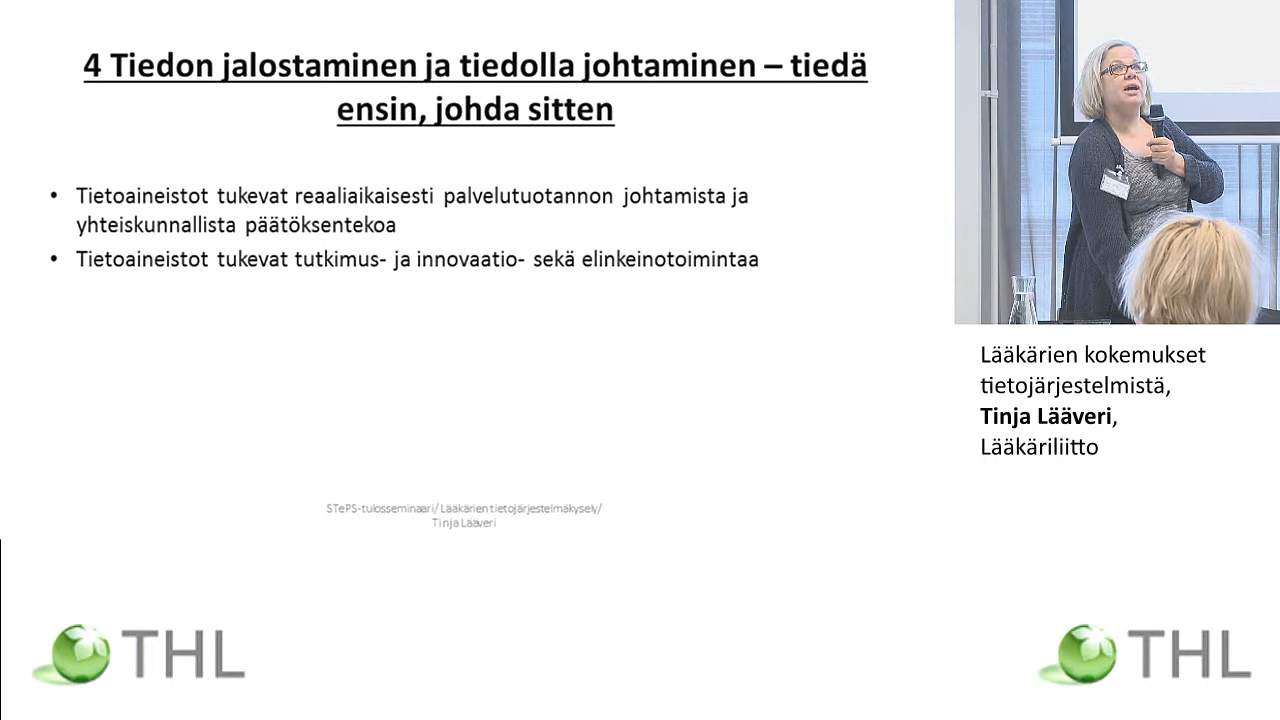 4 Tiedon jalostaminen ja tiedolla johtaminen – tiedä
ensin, johda sitten
• Tietoaineistot tukevat reaaliaikaisesti palvelutuotannon johtamista ja
yhteiskunnallista päätöksentekoa
• Tietoaineistot tukevat tutkimus- ja innovaatio- sekä elinkeinotoimintaa
STePS-tulosseminaari/ Lääkärien tietojärjestelmäkysely/
Tinja Lääveri
Lääkärien kokemukset
tietojärjestelmistä,
Tinja Lääveri,
Lääkäriliitto
THL
THL